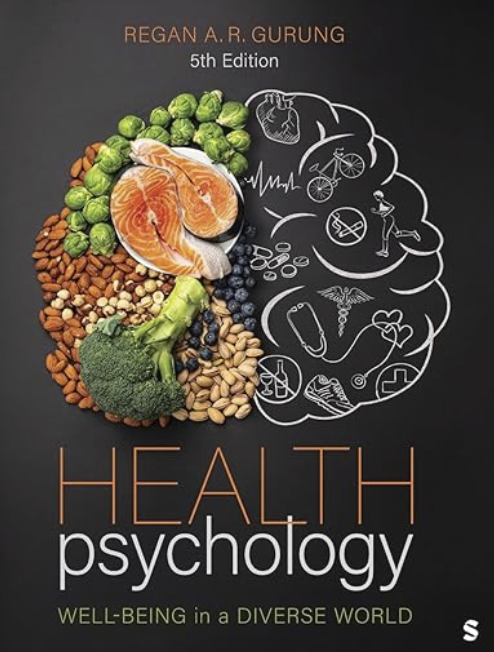 REGAN A. R. GURUNG
5th Edition
HEALTH
psychology
WELL-BEING in a DIVERSE WORLD
S